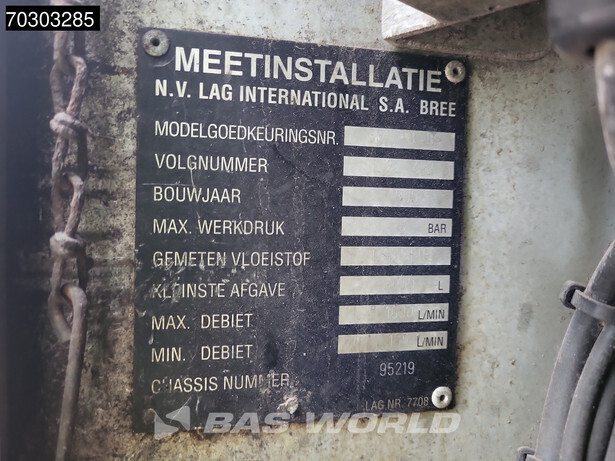 70303285
MEETINSTALLATIE
N.V. LAG INTERNATIONAL S.A. BREE
MODELGOEDKEURINGSNR.
VOLGNUMMER
BOUWJAAR
MAX. WERKDRUK BAR
GEMETEN VLOEISTOF
KLEINSTE AFGAVE L
MAX. DEBIET L/MIN
MIN. DEBIET L/MIN
CHASSIS NUMMER 95219
LAG NR. 7708
BAS WORLD